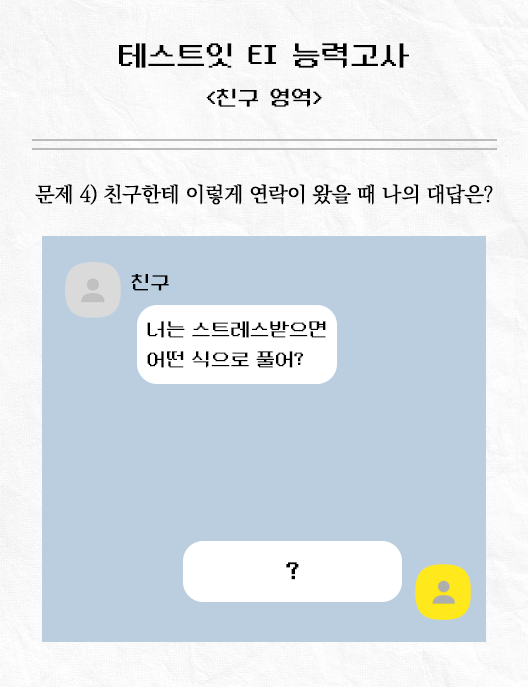 테스트잇 EI 능력고사
<친구 영역>
문제 4) 친구한테 이렇게 연락이 왔을 때 나의 대답은?
친구
너는 스트레스받으면
어떤 식으로 풀어?
?